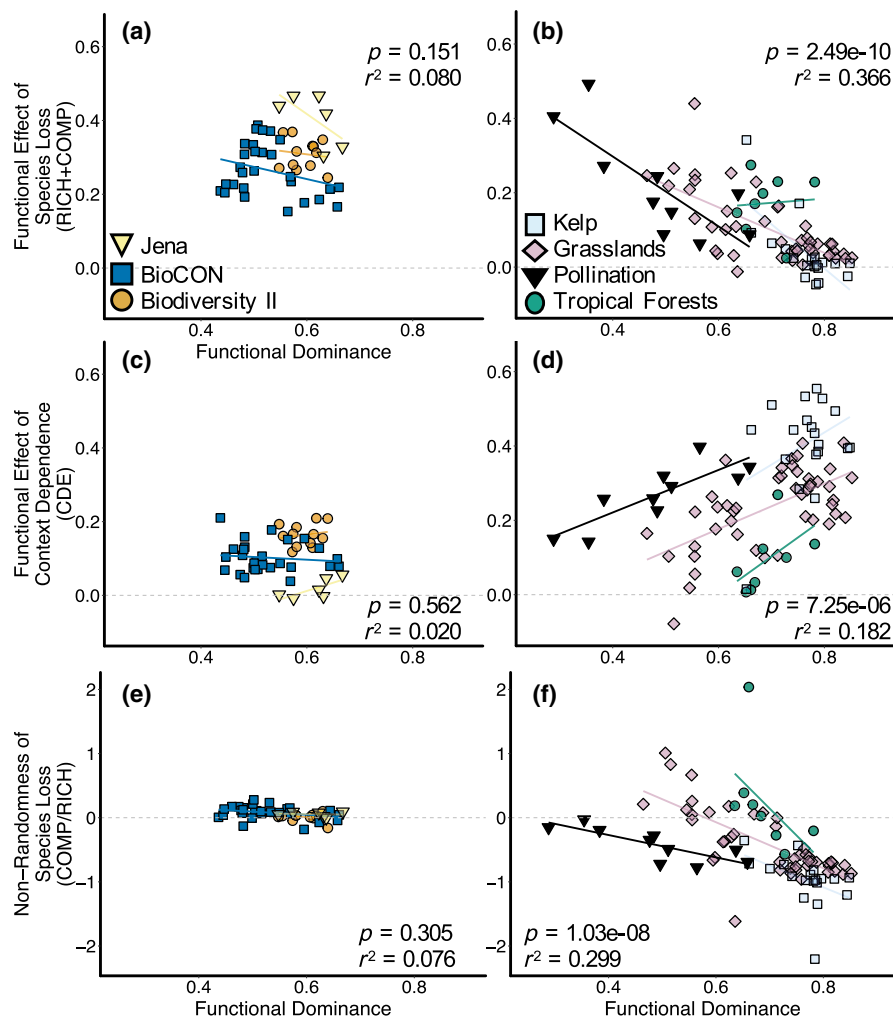 (a)
p = 0.151
r² = 0.080
Functional Effect of
Species Loss
(RICH+COMP)
0.6
0.4
0.2
0.0
Jena
BioCON
Biodiversity II
0.4
0.6
0.8
Functional Dominance
(b)
p = 2.49e-10
r² = 0.366
0.6
0.4
0.2
0.0
Kelp
Grasslands
Pollination
Tropical Forests
0.4
0.6
0.8
Functional Dominance
(c)
Functional Effect of
Context Dependence
(CDE)
0.6
0.4
0.2
0.0
p = 0.562
r² = 0.020
0.4
0.6
0.8
(d)
0.6
0.4
0.2
0.0
p = 7.25e-06
r² = 0.182
0.4
0.6
0.8
(e)
Non−Randomness of
Species Loss
(COMP/RICH)
2
1
0
−1
−2
p = 0.305
r² = 0.076
0.4
0.6
0.8
Functional Dominance
(f)
2
1
0
−1
−2
p = 1.03e-08
r² = 0.299
0.4
0.6
0.8
Functional Dominance